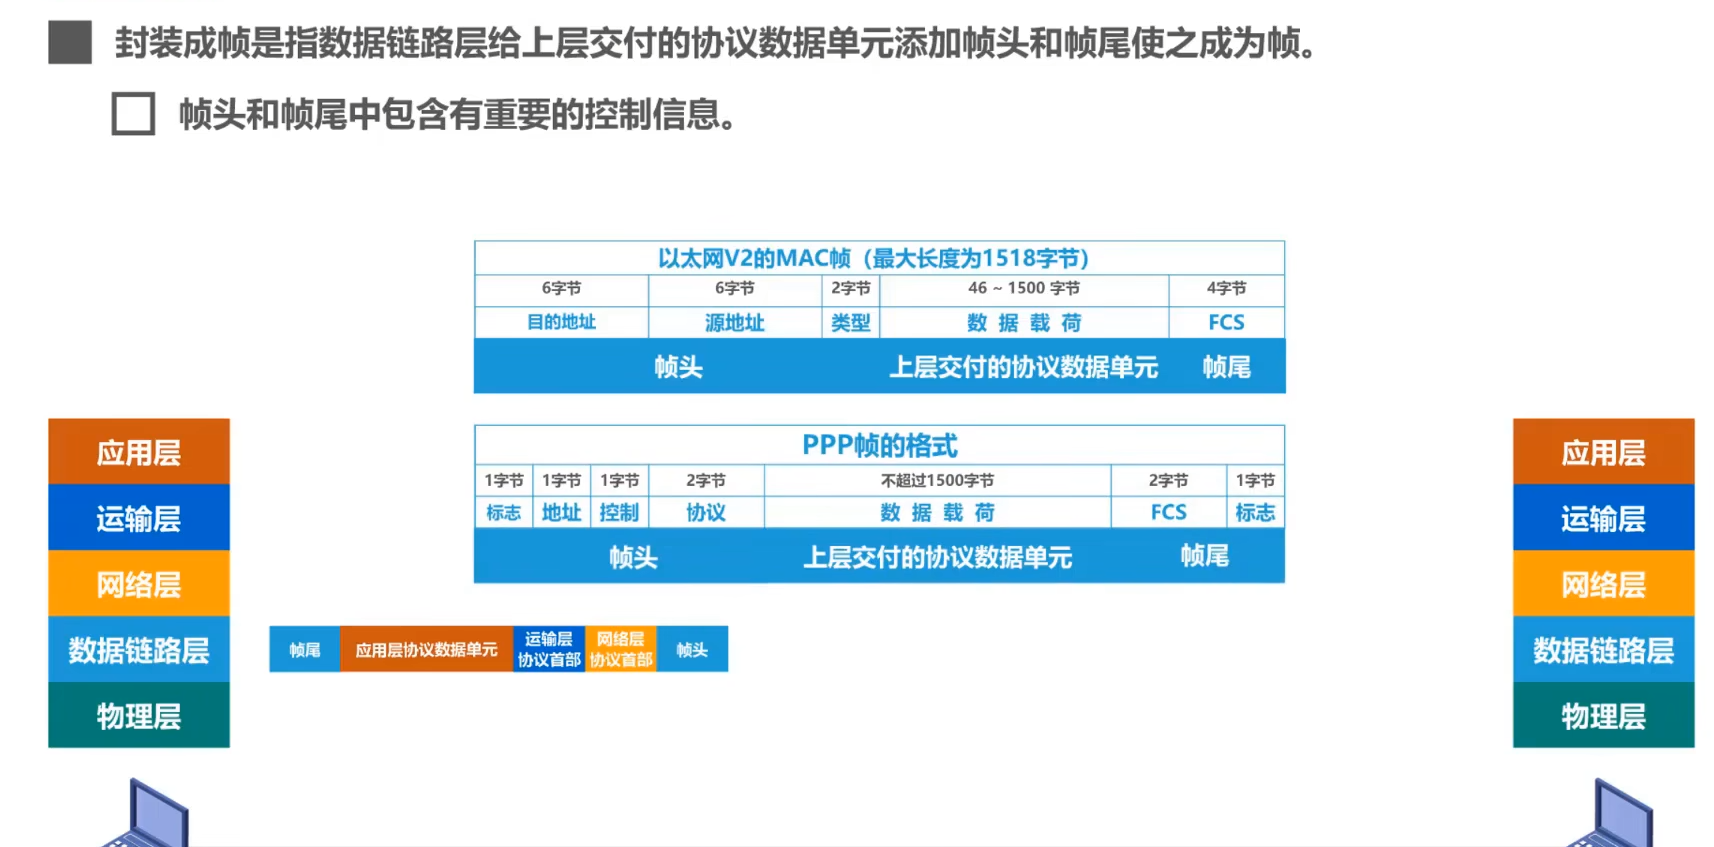 封装成帧是指数据链路层给上层交付的协议数据单元添加帧头和帧尾使之成为帧。
帧头和帧尾中包含有重要的控制信息。
以太网V2的MAC帧（最大长度为1518字节）
6字节 6字节 2字节 46 ~ 1500 字节 4字节
目的地址 源地址 类型 数 据 载 荷 FCS
帧头 上层交付的协议数据单元 帧尾
PPP帧的格式
1字节 1字节 1字节 2字节 不超过1500字节 2字节 1字节
标志 地址 控制 协议 数 据 载 荷 FCS 标志
帧头 上层交付的协议数据单元 帧尾
应用层
运输层
网络层
数据链路层
物理层
帧尾 应用层协议数据单元 运输层 协议首部 网络层 协议首部 帧头
应用层
运输层
网络层
数据链路层
物理层